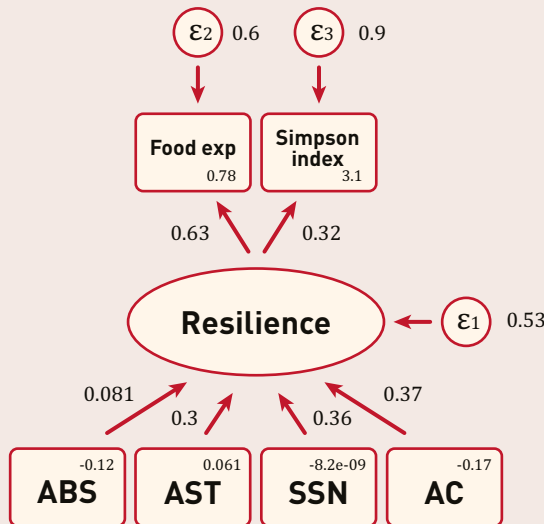 ε2 0.6 ε3 0.9
Food exp
0.78
Simpson
index
3.1
0.63 0.32
Resilience
ε1 0.53
0.081 0.3 0.36 0.37
-0.12
ABS
0.061
AST
-8.2e-09
SSN
-0.17
AC